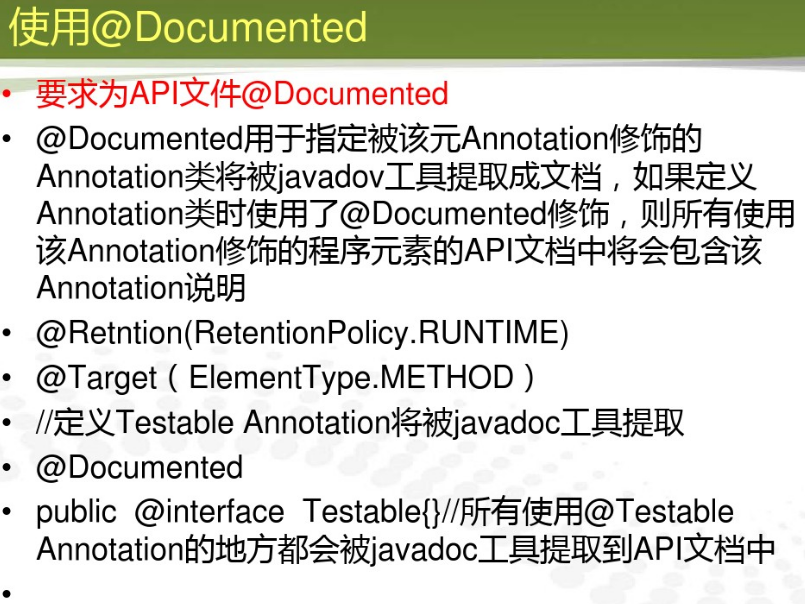 使用@Documented
• 要求为API文件@Documented
• @Documented用于指定被该元Annotation修饰的
Annotation类将被javadov工具提取成文档，如果定义
Annotation类时使用了@Documented修饰，则所有使用
该Annotation修饰的程序元素的API文档中将会包含该
Annotation说明
• @Retntion(RetentionPolicy.RUNTIME)
• @Target（ElementType.METHOD）
• //定义Testable Annotation将被javadoc工具提取
• @Documented
• public @interface Testable{}//所有使用@Testable
Annotation的地方都会被javadoc工具提取到API文档中
•